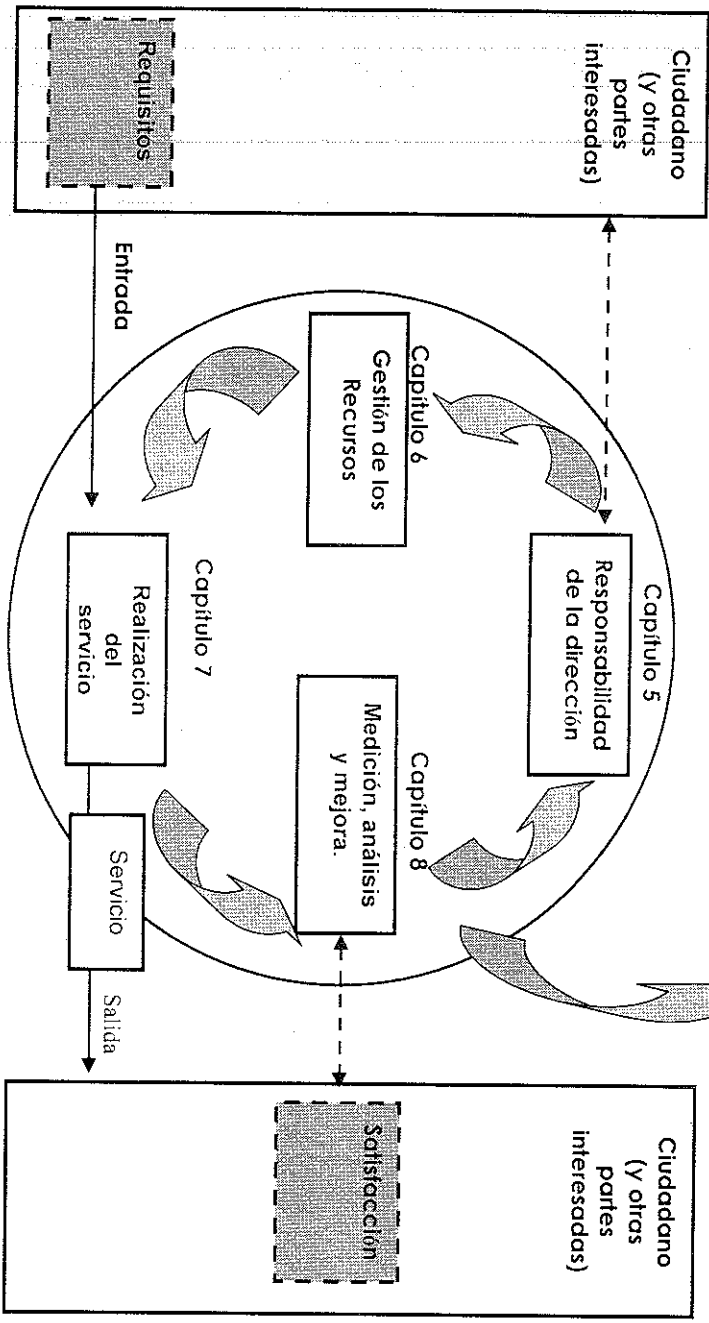 Ciudadano
(y otras
partes
interesadas)
Requisitos
Entrada
Capítulo 5
Responsabilidad
de la dirección
Capítulo 6
Gestión de los
Recursos
Capítulo 8
Medición, análisis
y mejora.
Capítulo 7
Realización
del
servicio
Servicio
Salida
Ciudadano
(y otras
partes
interesadas)
Satisfacción